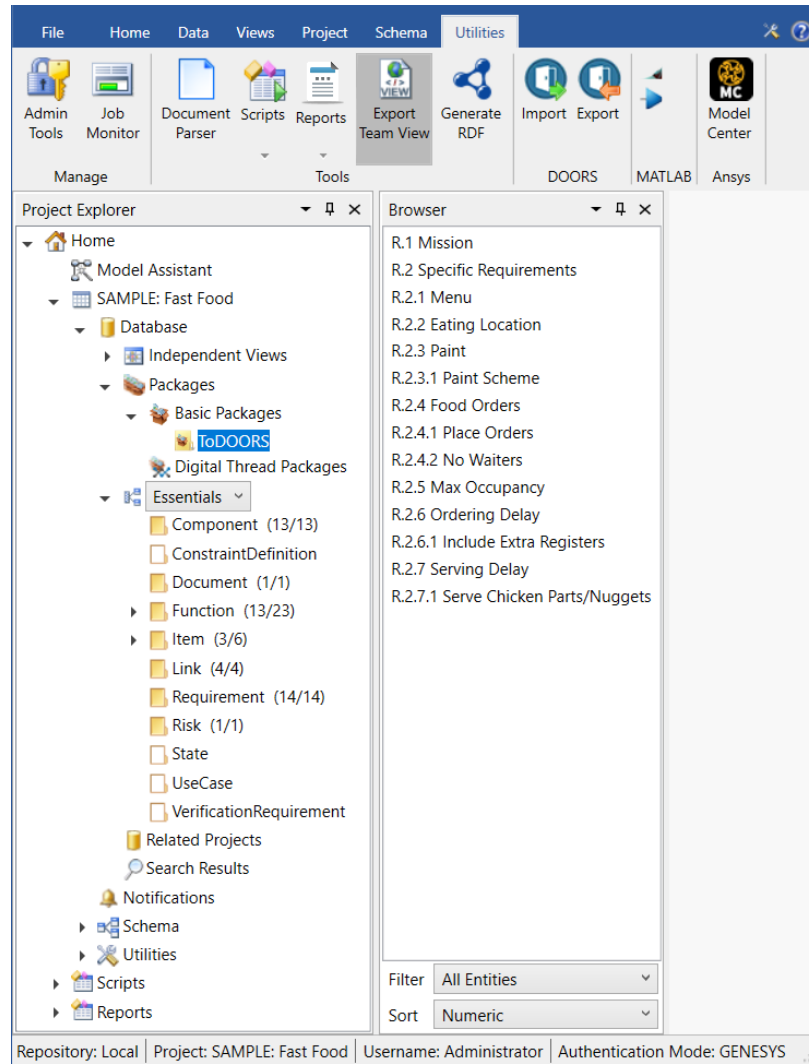 File Home Data Views Project Schema Utilities
Admin Tools
Job Monitor
Document Parser
Scripts
Reports
VIEW
Export Team View
Generate RDF
Import
Export
MC
Model Center
Manage
Tools
DOORS
MATLAB
Ansys
Project Explorer
Home
Model Assistant
SAMPLE: Fast Food
Database
Independent Views
Packages
Basic Packages
ToDOORS
Digital Thread Packages
Essentials
Component (13/13)
ConstraintDefinition
Document (1/1)
Function (13/23)
Item (3/6)
Link (4/4)
Requirement (14/14)
Risk (1/1)
State
UseCase
VerificationRequirement
Related Projects
Search Results
Notifications
Schema
Utilities
Scripts
Reports
Browser
R.1 Mission
R.2 Specific Requirements
R.2.1 Menu
R.2.2 Eating Location
R.2.3 Paint
R.2.3.1 Paint Scheme
R.2.4 Food Orders
R.2.4.1 Place Orders
R.2.4.2 No Waiters
R.2.5 Max Occupancy
R.2.6 Ordering Delay
R.2.6.1 Include Extra Registers
R.2.7 Serving Delay
R.2.7.1 Serve Chicken Parts/Nuggets
Filter All Entities
Sort Numeric
Repository: Local Project: SAMPLE: Fast Food Username: Administrator Authentication Mode: GENESYS